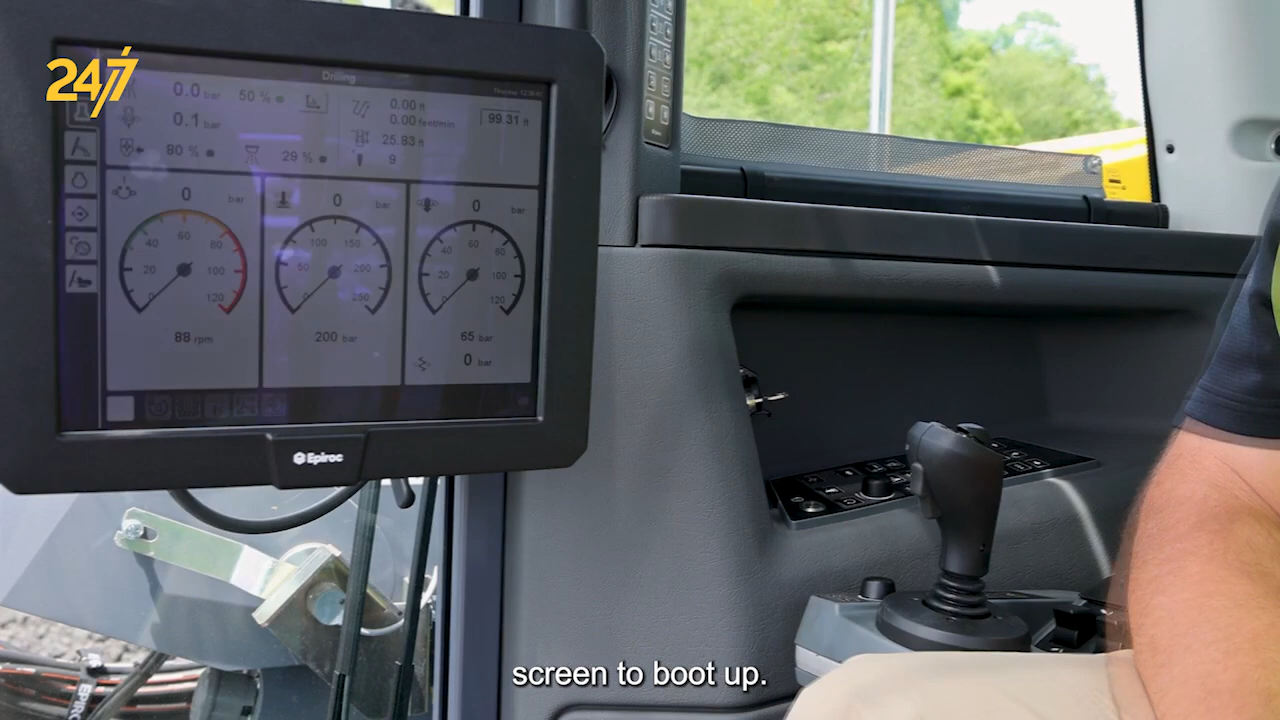 24/7
Drilling
0.0 bar
50 %
0.00 ft
0.00 feet/min
99.31 ft
0.1 bar
25.83 ft
80 %
29 %
9
0 bar
0 bar
0 bar
20 40 60 80 100 120
0 50 100 150 200 250
0 20 40 60 80 100 120
88 rpm
200 bar
65 bar
0 bar
Epiroc
EPIROC
screen to boot up.